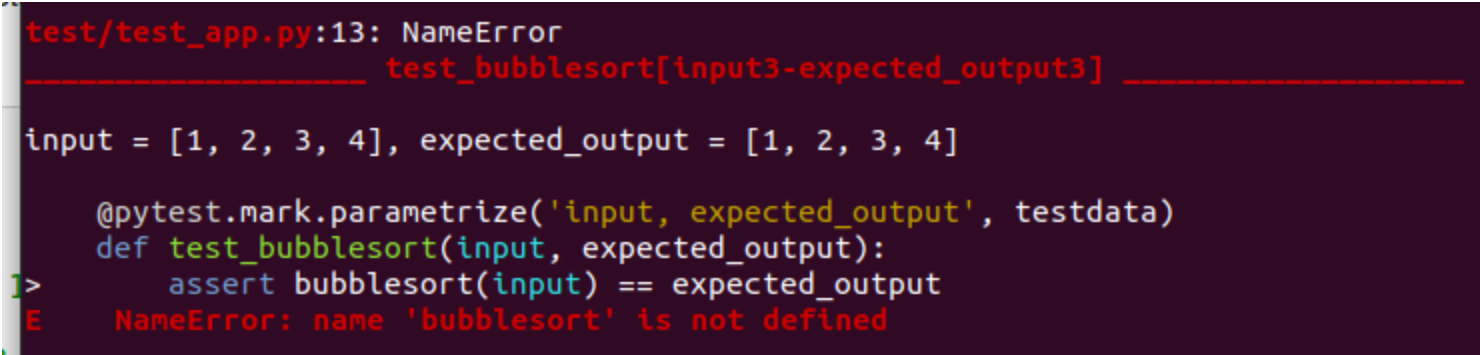 test/test_app.py:13: NameError
___________________ test_bubblesort[input3-expected_output3] ___________________
input = [1, 2, 3, 4], expected_output = [1, 2, 3, 4]
@pytest.mark.parametrize('input, expected_output', testdata)
def test_bubblesort(input, expected_output):
>       assert bubblesort(input) == expected_output
E    NameError: name 'bubblesort' is not defined